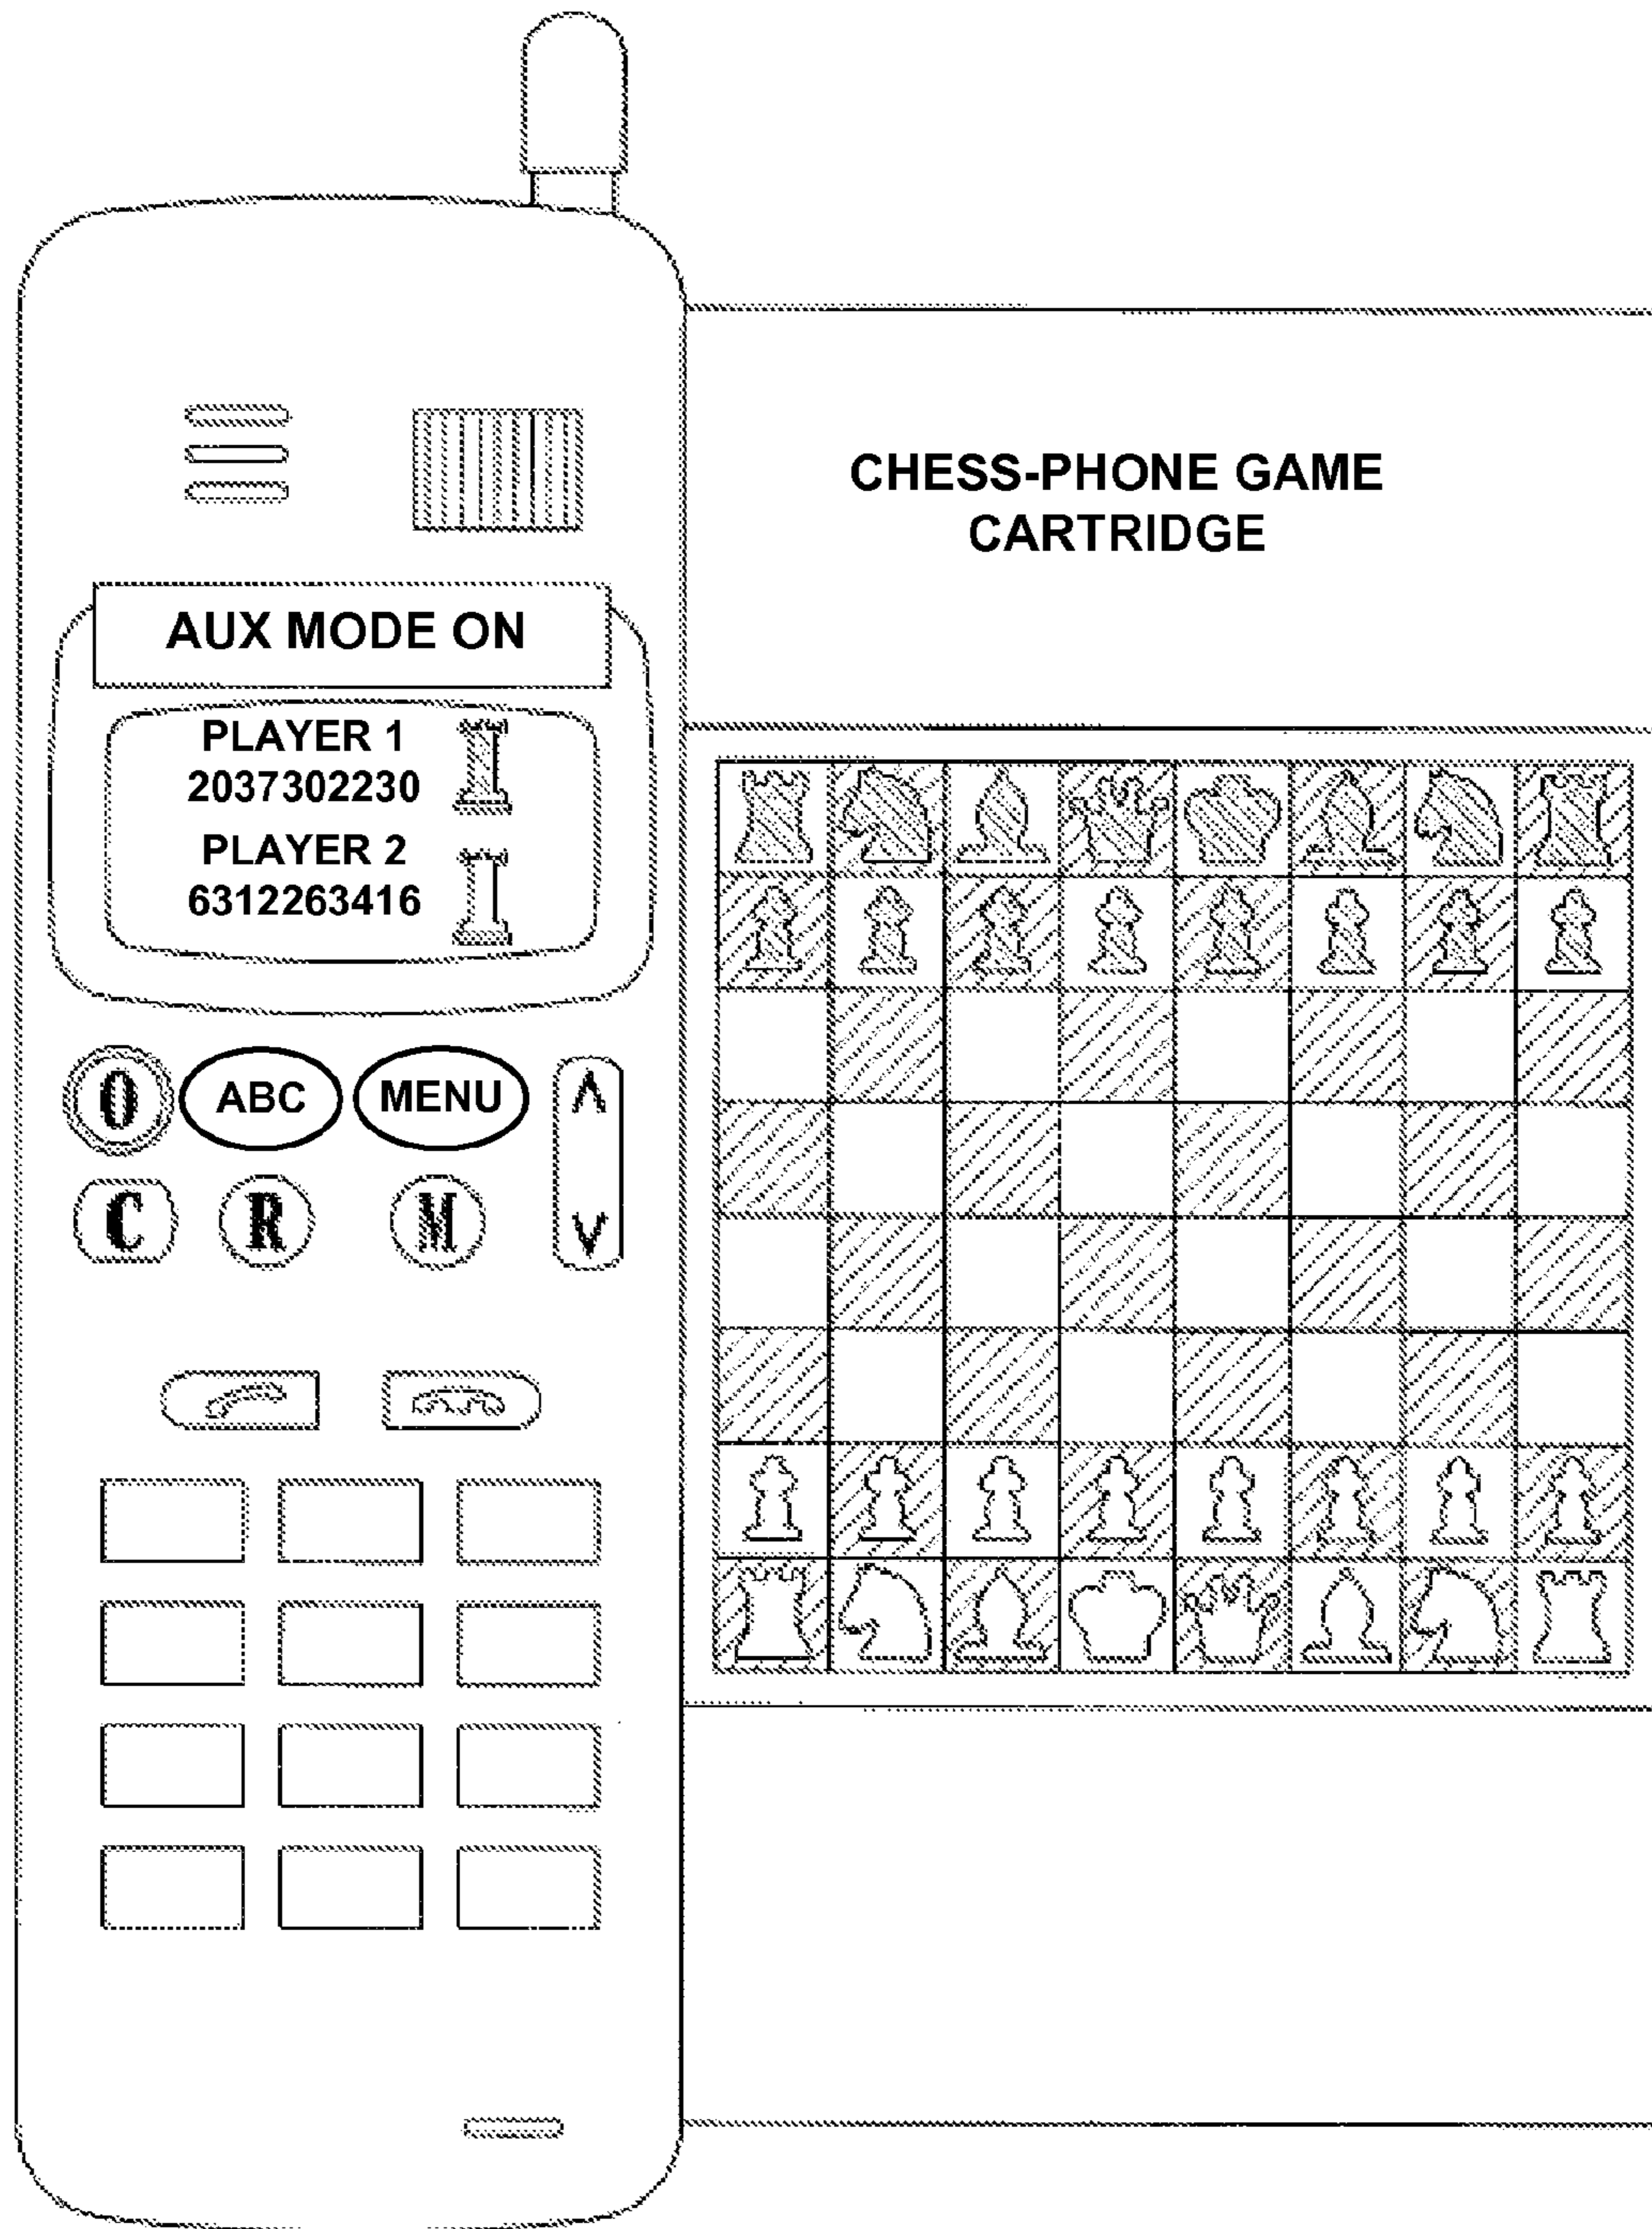 CHESS-PHONE GAME
CARTRIDGE
AUX MODE ON
PLAYER 1
2037302230
PLAYER 2
6312263416
O ABC MENU
C R M